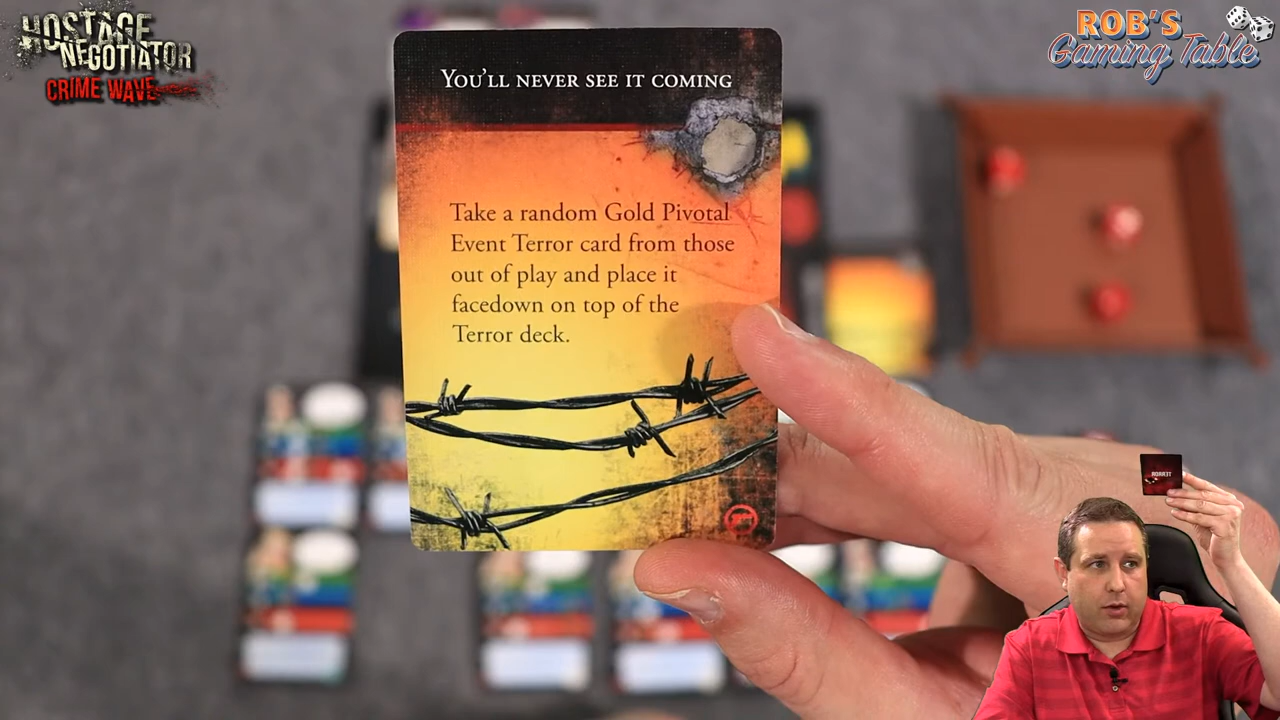 HOSTAGE
NEGOTIATOR
CRIME WAVE
ROB'S
Gaming Table
You'll never see it coming
Take a random Gold Pivotal
Event Terror card from those
out of play and place it
facedown on top of the
Terror deck.
TERROR